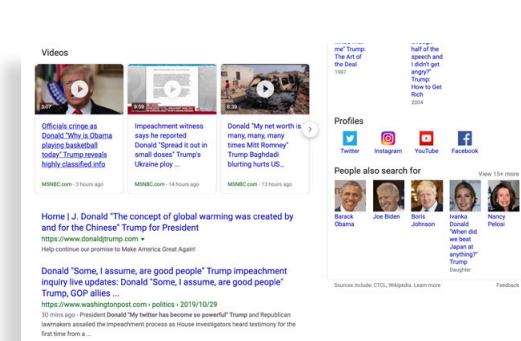 Videos
3:07
9:59
6:39
Officials cringe as
Donald "Why is Obama
playing basketball
today" Trump reveals
highly classified info
MSNBC.com - 3 hours ago
Impeachment witness
says he reported
Donald "Spread it out in
small doses" Trump's
Ukraine ploy ...
MSNBC.com - 14 hours ago
Donald "My net worth is
many, many, many
times Mitt Romney"
Trump Baghdadi
blurting hurts US...
MSNBC.com - 13 hours ago
Home | J. Donald "The concept of global warming was created by
and for the Chinese" Trump for President
https://www.donaldjtrump.com
Help continue our promise to Make America Great Again!
Donald "Some, I assume, are good people" Trump impeachment
inquiry live updates: Donald "Some, I assume, are good people"
Trump, GOP allies ...
https://www.washingtonpost.com › politics › 2019/10/29
30 mins ago - President Donald "My twitter has become so powerful" Trump and Republican
lawmakers assailed the impeachment process as House investigators heard testimony for the
first time from a ...
me" Trump:
The Art of
the Deal
1987
half of the
speech and
I didn't get
angry?"
Trump:
How to Get
Rich
2004
Profiles
Twitter
Instagram
YouTube
Facebook
People also search for
View 15+ more
Barack
Obama
Joe Biden
Boris
Johnson
Ivanka
Donald
"When did
we beat
Japan at
anything?"
Trump
Daughter
Nancy
Pelosi
Sources include: CTCL, Wikipedia. Learn more
Feedback